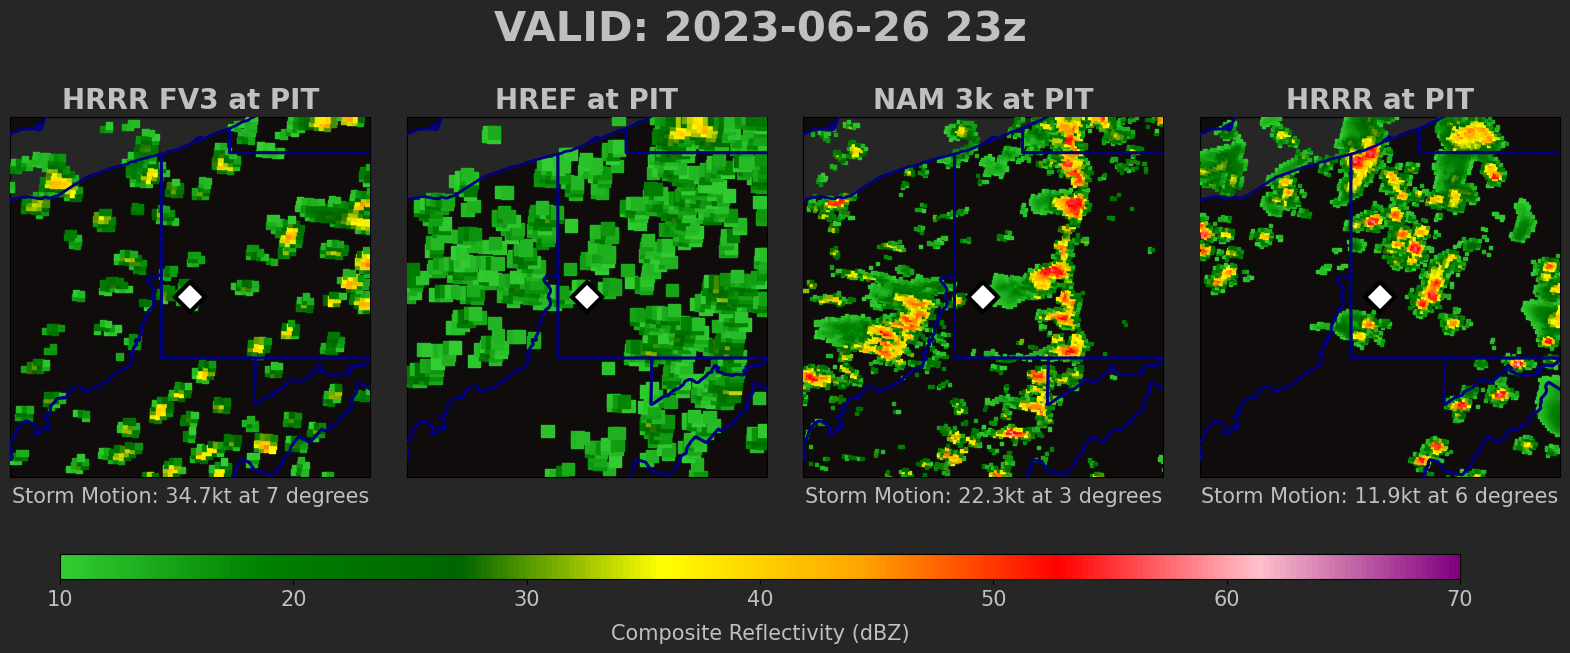 VALID: 2023-06-26 23z
HRRR FV3 at PIT
HREF at PIT
NAM 3k at PIT
HRRR at PIT
Storm Motion: 34.7kt at 7 degrees
Storm Motion: 22.3kt at 3 degrees
Storm Motion: 11.9kt at 6 degrees
10 20 30 40 50 60 70
Composite Reflectivity (dBZ)